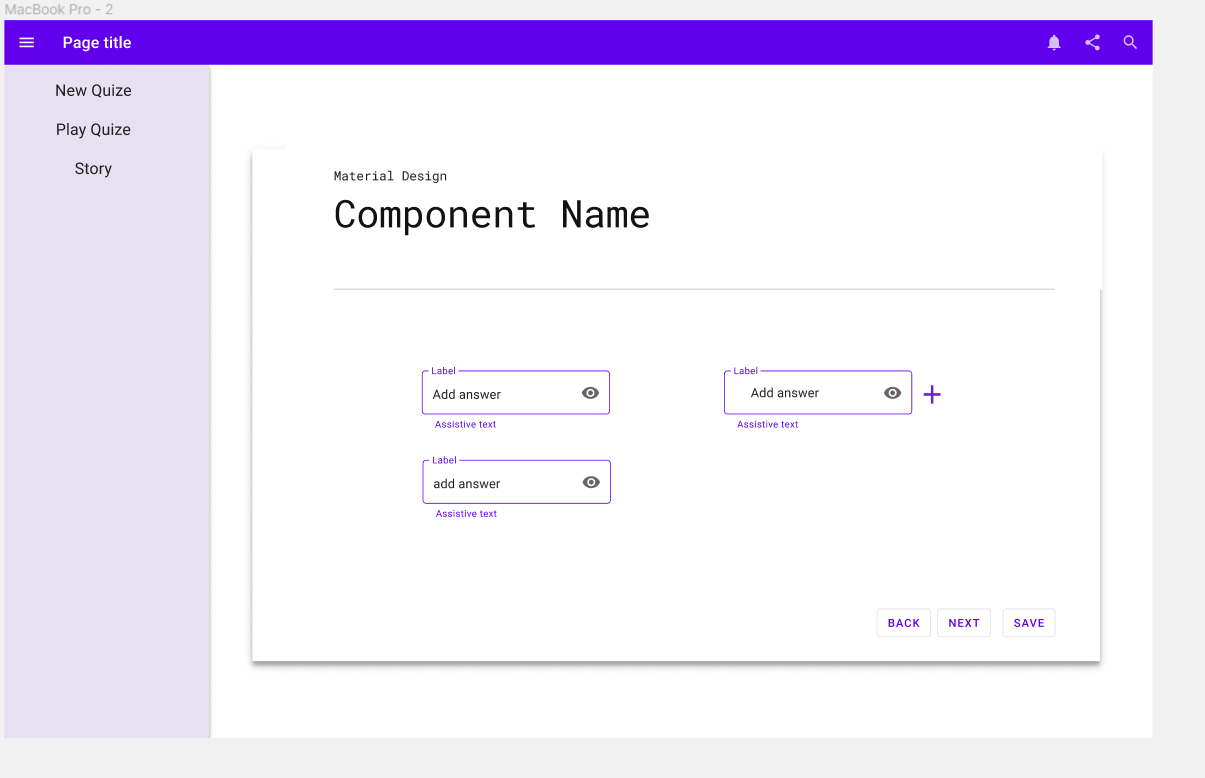 MacBook Pro - 2
Page title
New Quize
Play Quize
Story
Material Design
Component Name
Label
Add answer
Assistive text
Label
Add answer
Assistive text
Label
add answer
Assistive text
BACK
NEXT
SAVE